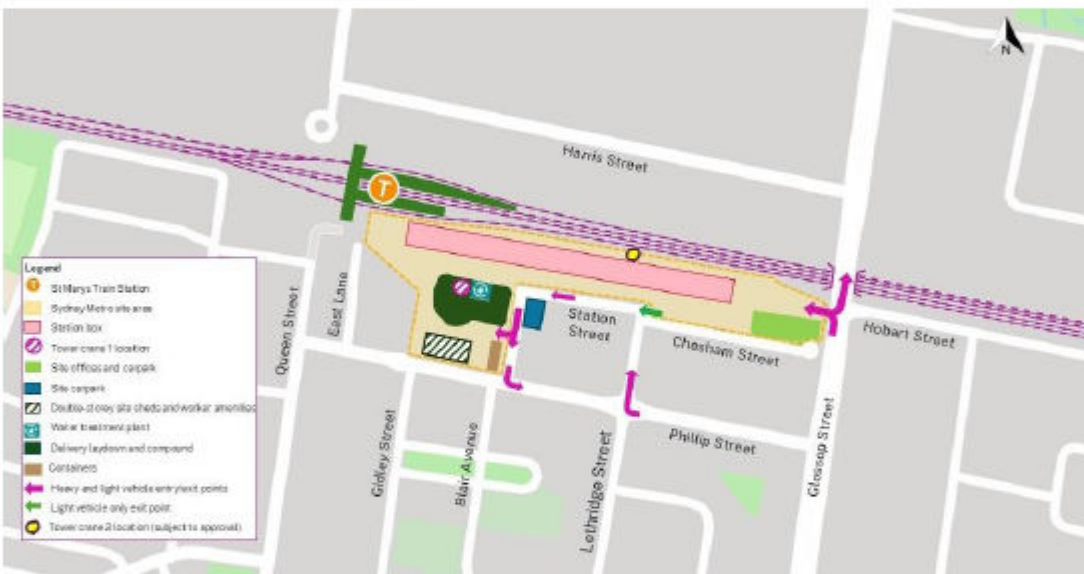 N
Harris Street
T
Legend
St Marys Train Station
Sydney Metro site area
Station box
Tower crane 1 location
Site offices and carpark
Site carpark
Double-storey site sheds and worker amenities
Water treatment plant
Delivery laydown and compound
Containers
Heavy and light vehicle entry/exit points
Light vehicle only exit point
Tower crane 2 location (subject to approval)
Queen Street
East Lane
Station
Street
Chesham Street
Hobart Street
Gidley Street
Blair Avenue
Lethridge Street
Phillip Street
Glossop Street